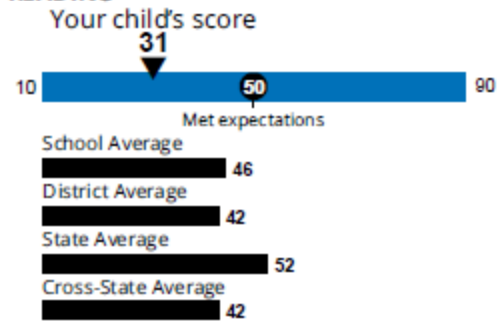 Your child's score
31
10 50 90
Met expectations
School Average
46
District Average
42
State Average
52
Cross-State Average
42